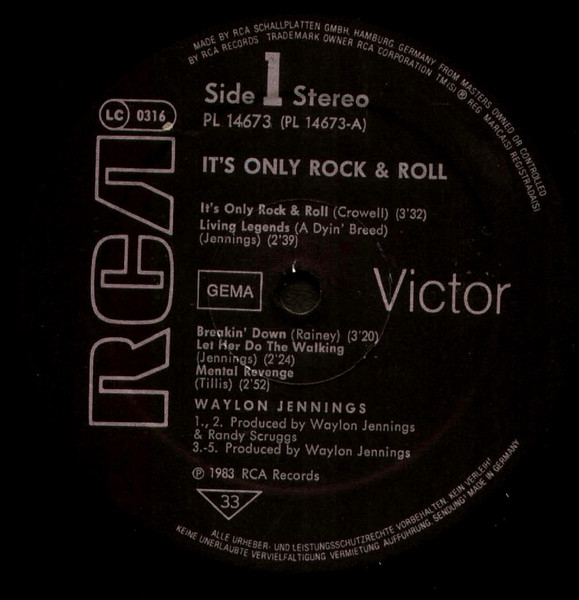 MADE BY RCA SCHALLPLATTEN GMBH, HAMBURG, GERMANY FROM MASTERS OWNED OR CONTROLLED
BY RCA RECORDS TRADEMARK OWNER RCA CORPORATION TM(S) ® REG MARCA(S) REGISTRADA(S)
Side 1 Stereo
LC 0316
PL 14673 (PL 14673-A)
IT'S ONLY ROCK & ROLL
It's Only Rock & Roll (Crowell) (3'32)
Living Legends (A Dyin' Breed)
(Jennings) (2'39)
RCA
GEMA
Victor
Breakin' Down (Rainey) (3'20)
Let Her Do The Walking
(Jennings) (2'24)
Mental Revenge
(Tillis) (2'52)
WAYLON JENNINGS
1., 2. Produced by Waylon Jennings
& Randy Scruggs
3.-5. Produced by Waylon Jennings
℗ 1983 RCA Records
33
ALLE URHEBER- UND LEISTUNGSSCHUTZRECHTE VORBEHALTEN. KEIN VERLEIH!
KEINE UNERLAUBTE VERVIELFÄLTIGUNG, VERMIETUNG, AUFFÜHRUNG, SENDUNG! MADE IN GERMANY